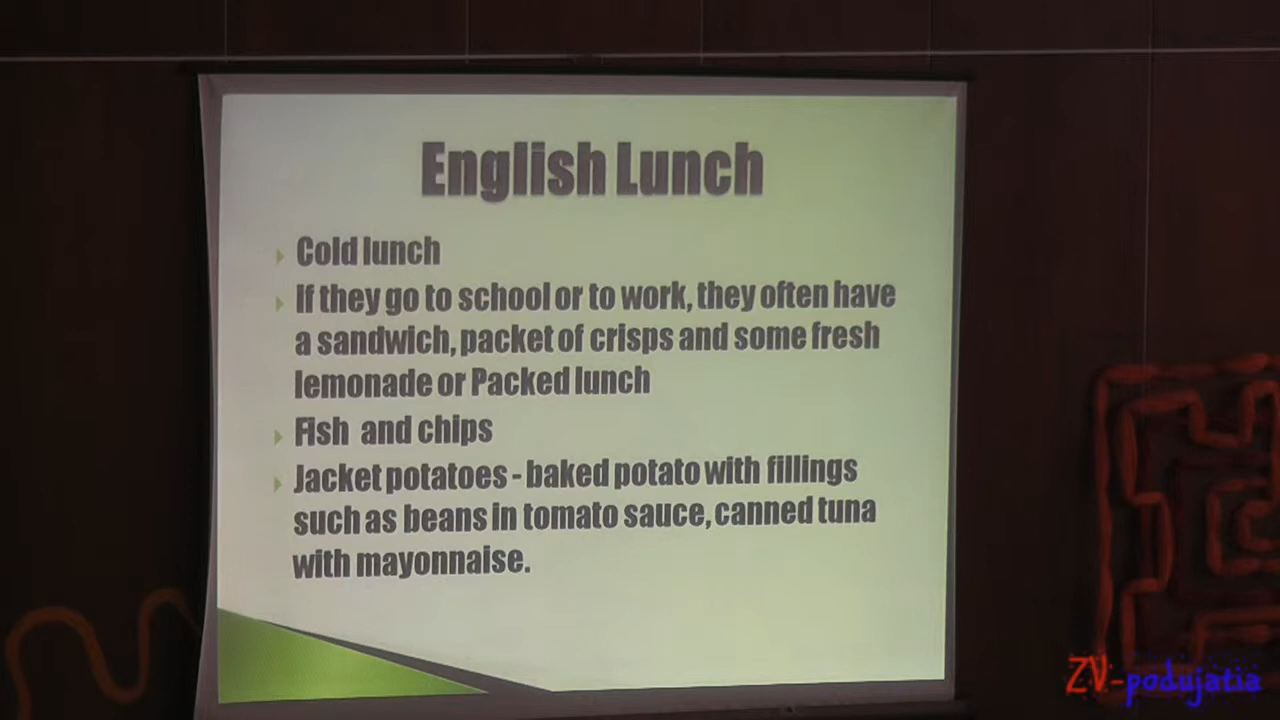 English Lunch
Cold lunch
If they go to school or to work, they often have
a sandwich, packet of crisps and some fresh
lemonade or Packed lunch
Fish and chips
Jacket potatoes - baked potato with fillings
such as beans in tomato sauce, canned tuna
with mayonnaise.
ZV-podujatia